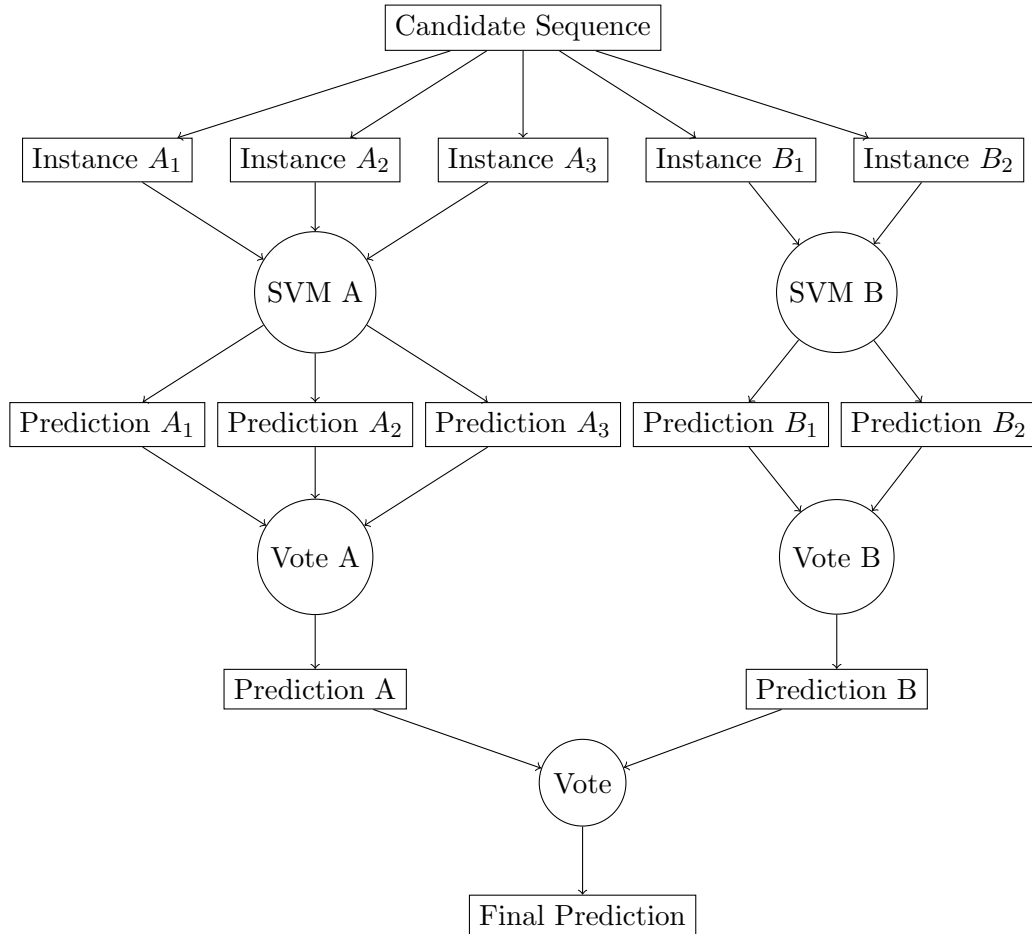 Candidate Sequence
Instance A₁
Instance A₂
Instance A₃
Instance B₁
Instance B₂
SVM A
SVM B
Prediction A₁
Prediction A₂
Prediction A₃
Prediction B₁
Prediction B₂
Vote A
Vote B
Prediction A
Prediction B
Vote
Final Prediction